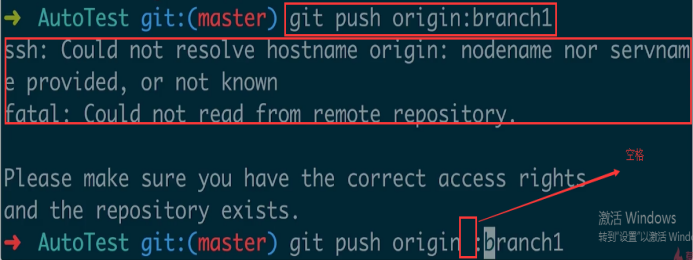 ➜ AutoTest git:(master) git push origin:branch1
ssh: Could not resolve hostname origin: nodename nor servnam
e provided, or not known
fatal: Could not read from remote repository.
空格
Please make sure you have the correct access rights
and the repository exists.
激活 Windows
转到"设置"以激活 Wind
➜ AutoTest git:(master) git push origin :branch1